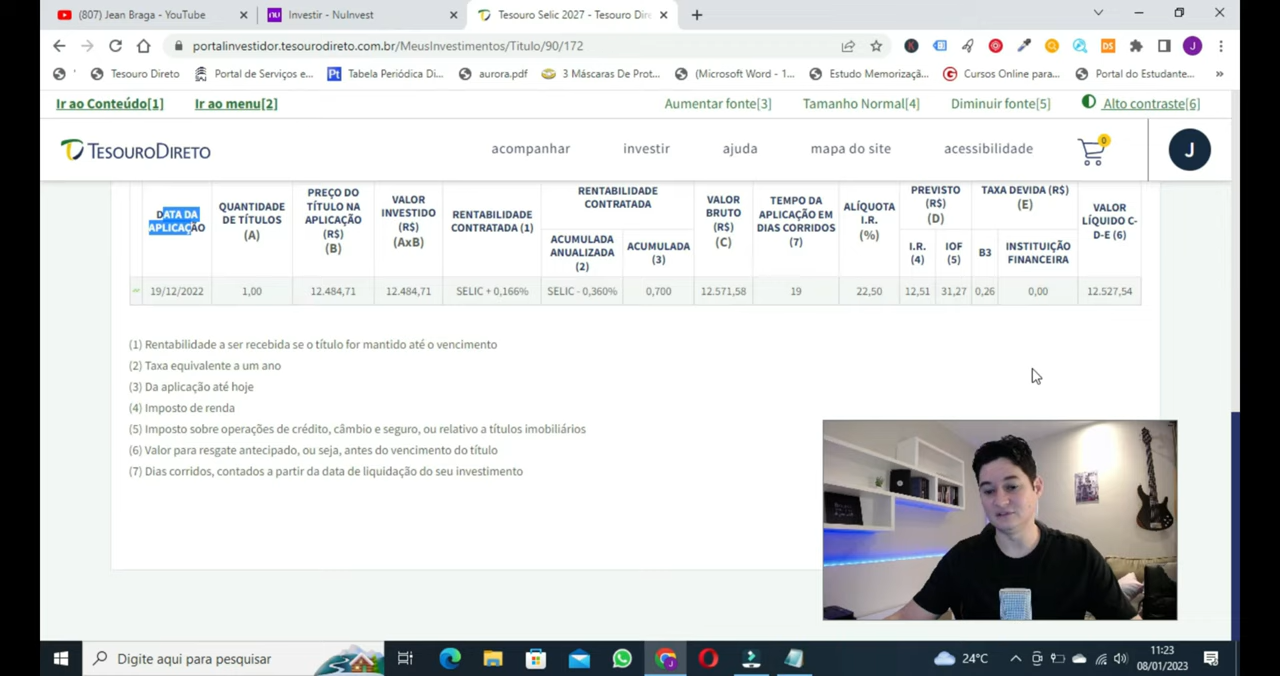 (807) Jean Braga - YouTube
Investir - NuInvest
Tesouro Selic 2027 - Tesouro Dire
portalinvestidor.tesourodireto.com.br/MeusInvestimentos/Titulo/90/172
Tesouro Direto
Portal de Serviços e...
Tabela Periódica Di...
aurora.pdf
3 Máscaras De Prot...
(Microsoft Word - 1...
Estudo Memorizaçã...
Cursos Online para...
Portal do Estudante...
Ir ao Conteúdo[1]
Ir ao menu[2]
Aumentar fonte[3]
Tamanho Normal[4]
Diminuir fonte[5]
Alto contraste[6]
TESOURODIRETO
acompanhar
investir
ajuda
mapa do site
acessibilidade
0
J
DATA DA
APLICAÇÃO
QUANTIDADE
DE TÍTULOS
(A)
PREÇO DO
TÍTULO NA
APLICAÇÃO
(R$)
(B)
VALOR
INVESTIDO
(R$)
(AxB)
RENTABILIDADE
CONTRATADA (1)
RENTABILIDADE
CONTRATADA
ACUMULADA
ANUALIZADA
(2)
ACUMULADA
(3)
VALOR
BRUTO
(R$)
(C)
TEMPO DA
APLICAÇÃO EM
DIAS CORRIDOS
(7)
ALÍQUOTA
I.R.
(%)
PREVISTO
(R$)
(D)
I.R.
(4)
IOF
(5)
TAXA DEVIDA (R$)
(E)
B3
INSTITUIÇÃO
FINANCEIRA
VALOR
LÍQUIDO C-
D-E (6)
19/12/2022 1,00 12.484,71 12.484,71 SELIC + 0,166% SELIC - 0,360% 0,700 12.571,58 19 22,50 12,51 31,27 0,26 0,00 12.527,54
(1) Rentabilidade a ser recebida se o título for mantido até o vencimento
(2) Taxa equivalente a um ano
(3) Da aplicação até hoje
(4) Imposto de renda
(5) Imposto sobre operações de crédito, câmbio e seguro, ou relativo a títulos imobiliários
(6) Valor para resgate antecipado, ou seja, antes do vencimento do título
(7) Dias corridos, contados a partir da data de liquidação do seu investimento
Digite aqui para pesquisar
24°C
11:23
08/01/2023